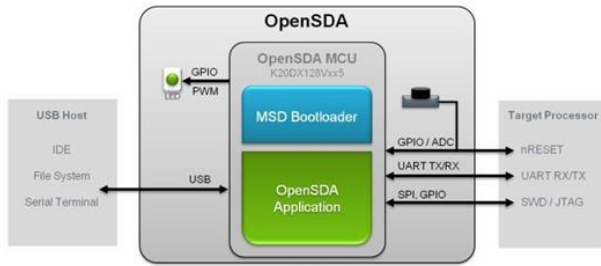 OpenSDA
OpenSDA MCU
K20DX128Vxx5
GPIO
PWM
LED
MSD Bootloader
USB Host
IDE
File System
Serial Terminal
USB
OpenSDA
Application
GPIO / ADC
UART TX/RX
SPI, GPIO
Target Processor
nRESET
UART RX/TX
SWD / JTAG